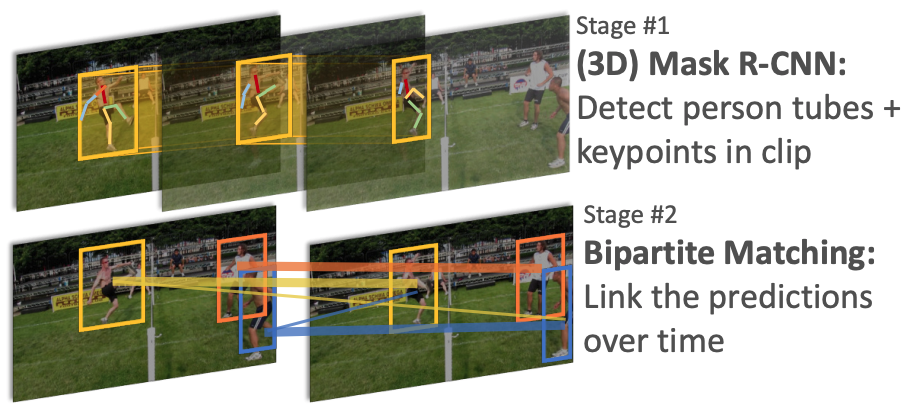 Stage #1
(3D) Mask R-CNN:
Detect person tubes +
keypoints in clip
Stage #2
Bipartite Matching:
Link the predictions
over time